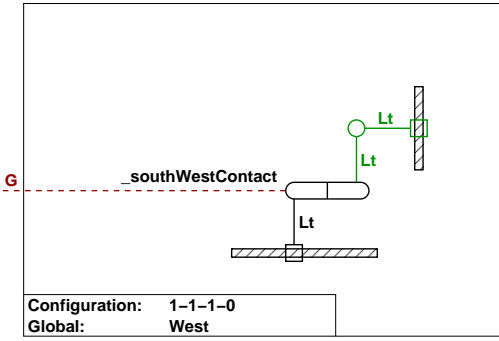 Lt
Lt
G
_southWestContact
Lt
Configuration: 1−1−1−0
Global: West